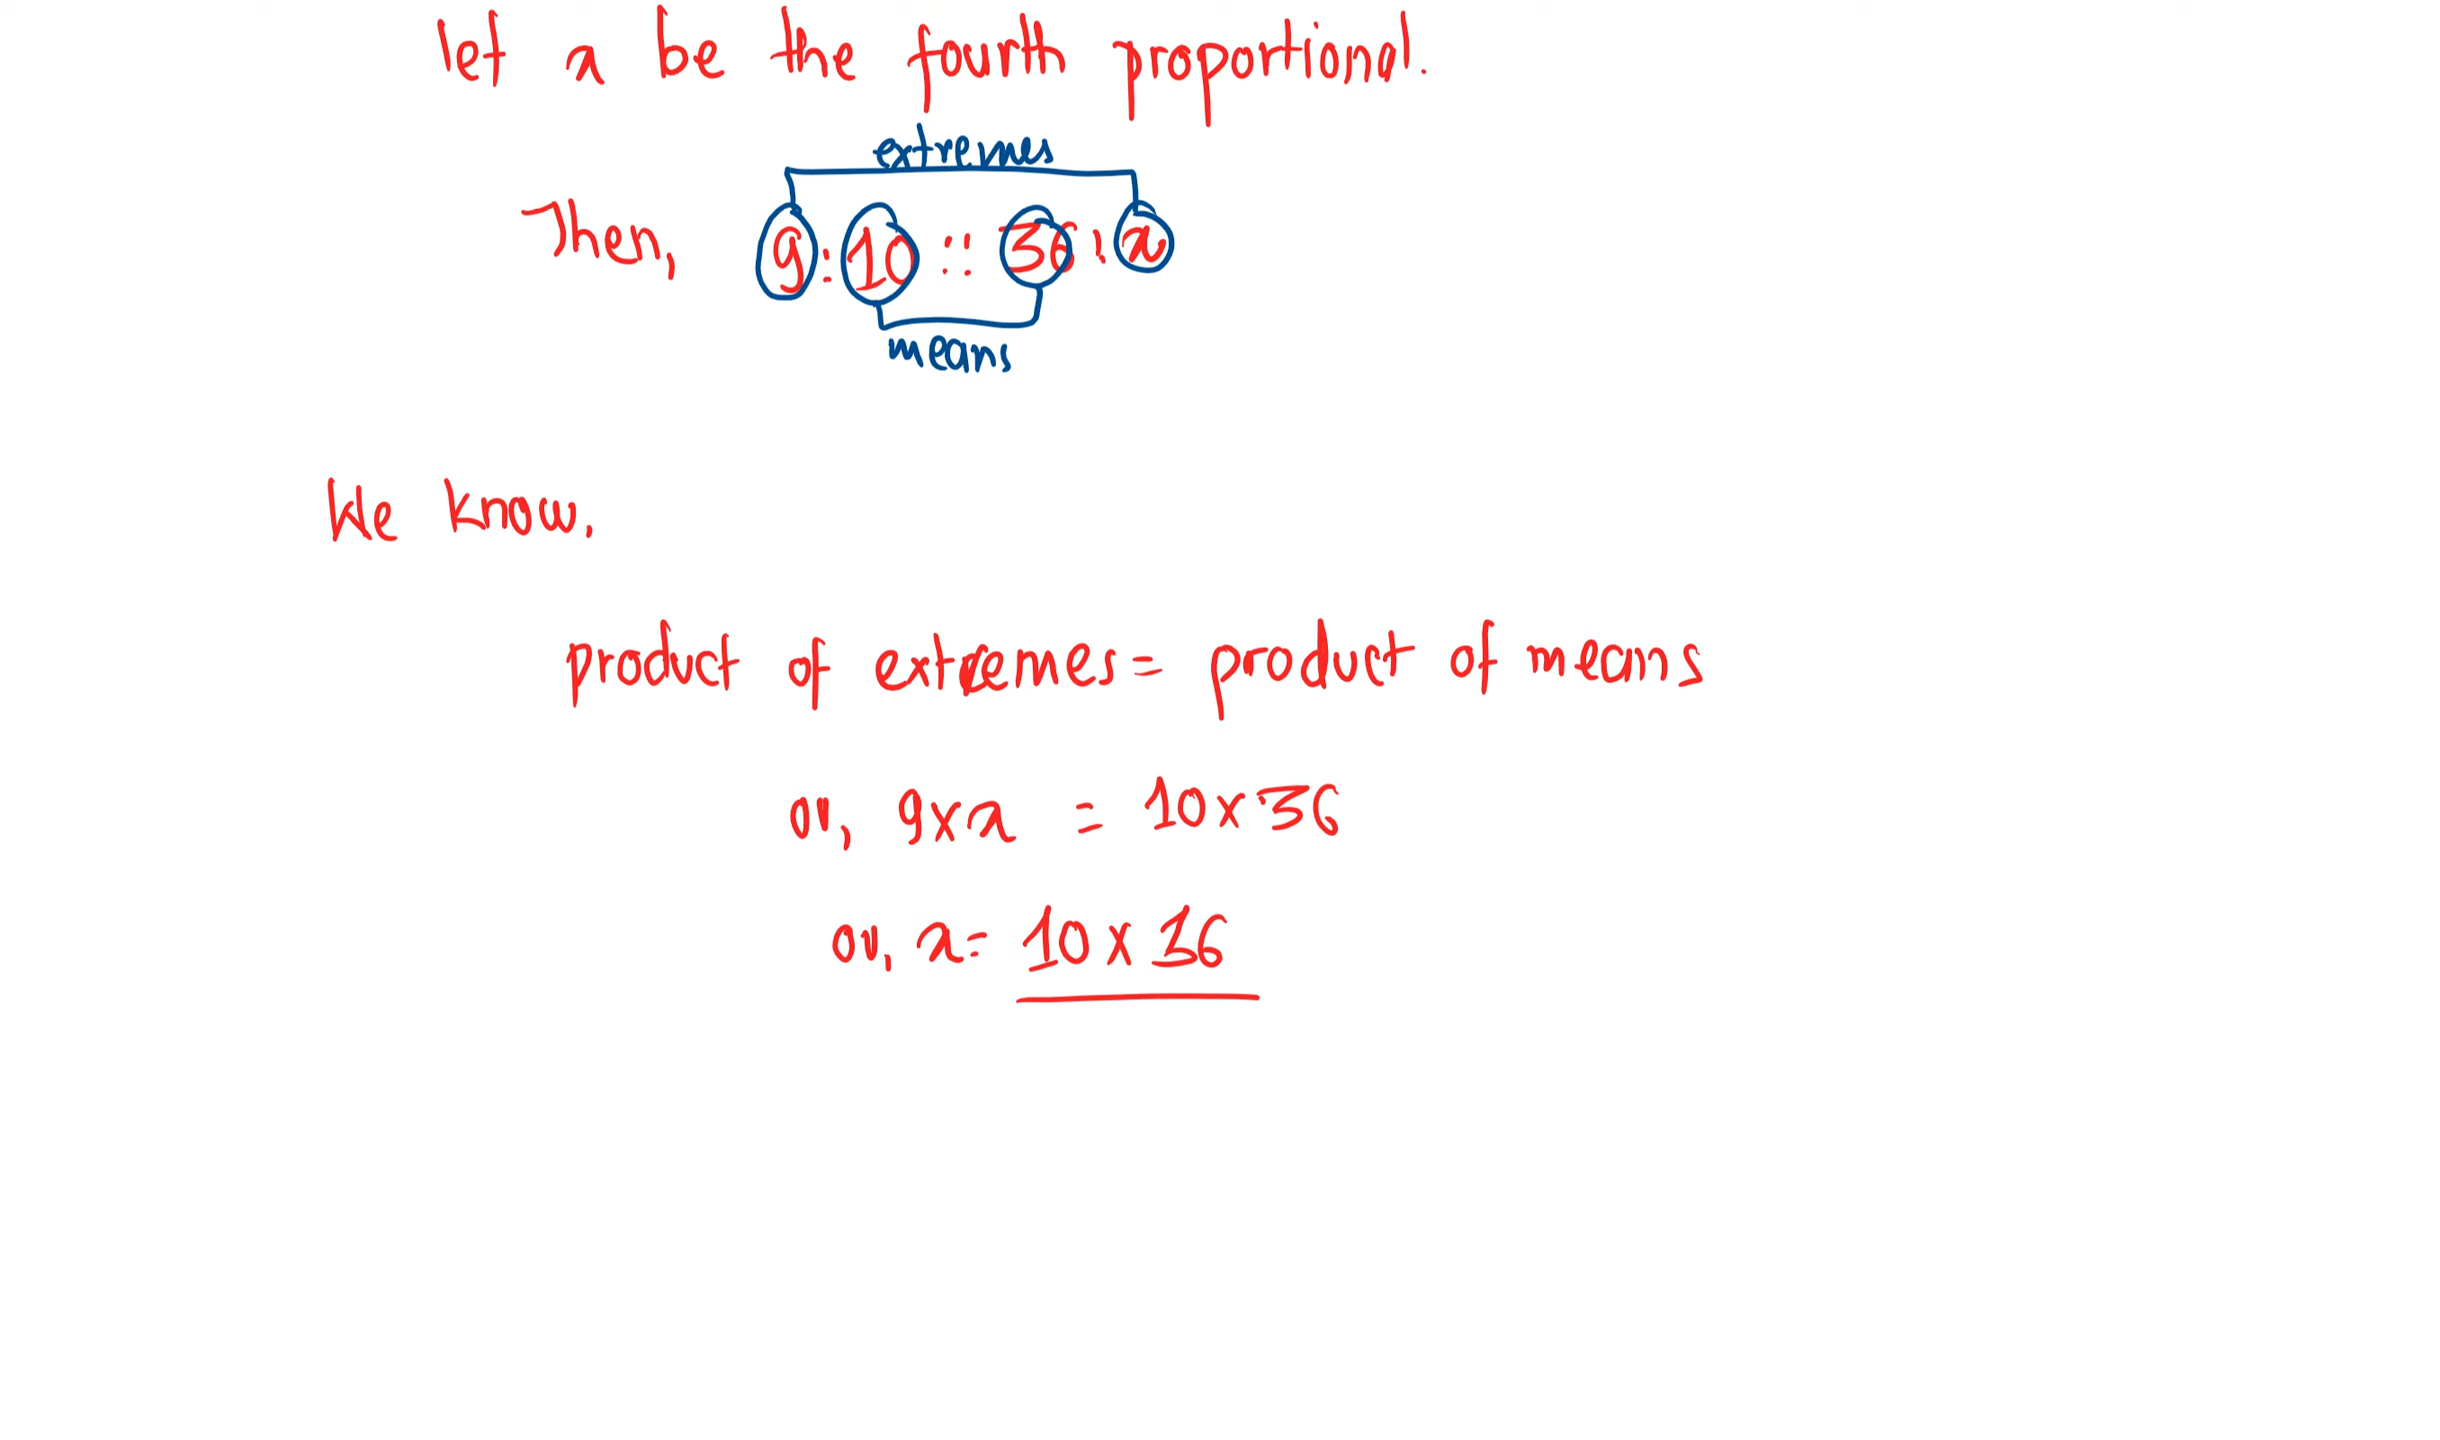 let x be the fourth proportional.
extremes
Then, 9 : 10 :: 36 : x
means
We know,
product of extremes = product of means
or, 9 × x = 10 × 36
or, x = 10 × 36